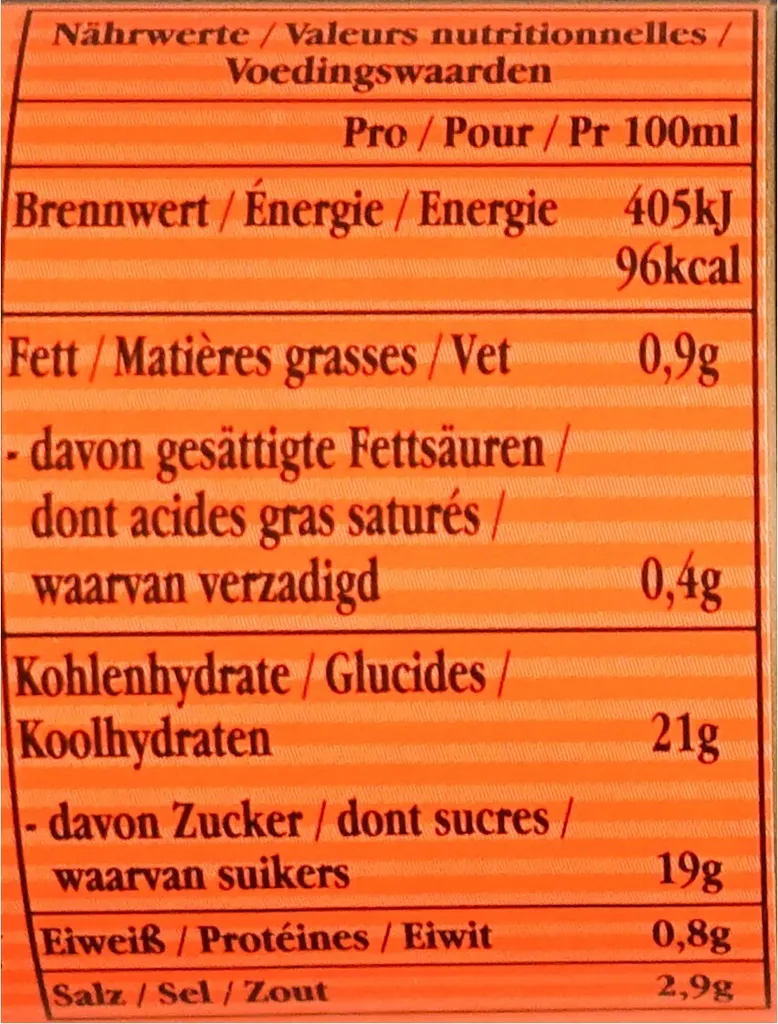 Nährwerte / Valeurs nutritionnelles /
Voedingswaarden
Pro / Pour / Pr 100ml
Brennwert / Énergie / Energie 405kJ
96kcal
Fett / Matières grasses / Vet 0,9g
- davon gesättigte Fettsäuren /
dont acides gras saturés /
waarvan verzadigd 0,4g
Kohlenhydrate / Glucides /
Koolhydraten 21g
- davon Zucker / dont sucres /
waarvan suikers 19g
Eiweiß / Protéines / Eiwit 0,8g
Salz / Sel / Zout 2,9g